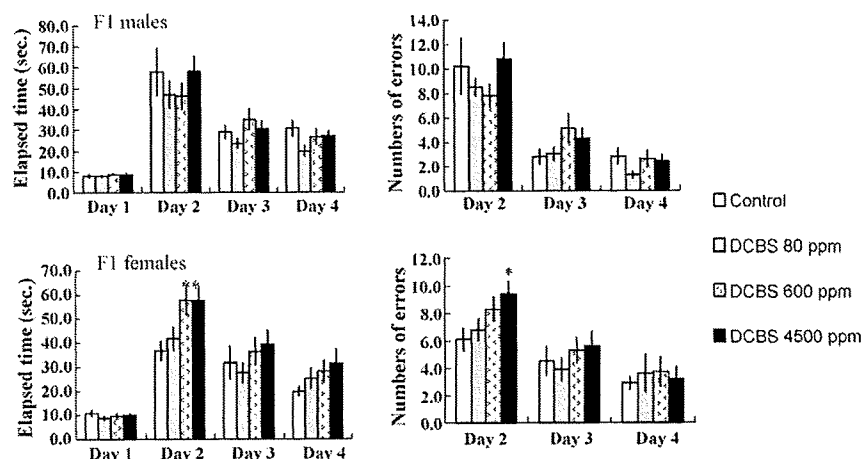 F1 males
Elapsed time (sec.)
80.0
70.0
60.0
50.0
40.0
30.0
20.0
10.0
0.0
Day 1
Day 2
Day 3
Day 4
Numbers of errors
14.0
12.0
10.0
8.0
6.0
4.0
2.0
0.0
Day 2
Day 3
Day 4
F1 females
Elapsed time (sec.)
70.0
60.0
50.0
40.0
30.0
20.0
10.0
0.0
* *
Day 1
Day 2
Day 3
Day 4
Numbers of errors
12.0
10.0
8.0
6.0
4.0
2.0
0.0
*
Day 2
Day 3
Day 4
Control
DCBS 80 ppm
DCBS 600 ppm
DCBS 4500 ppm